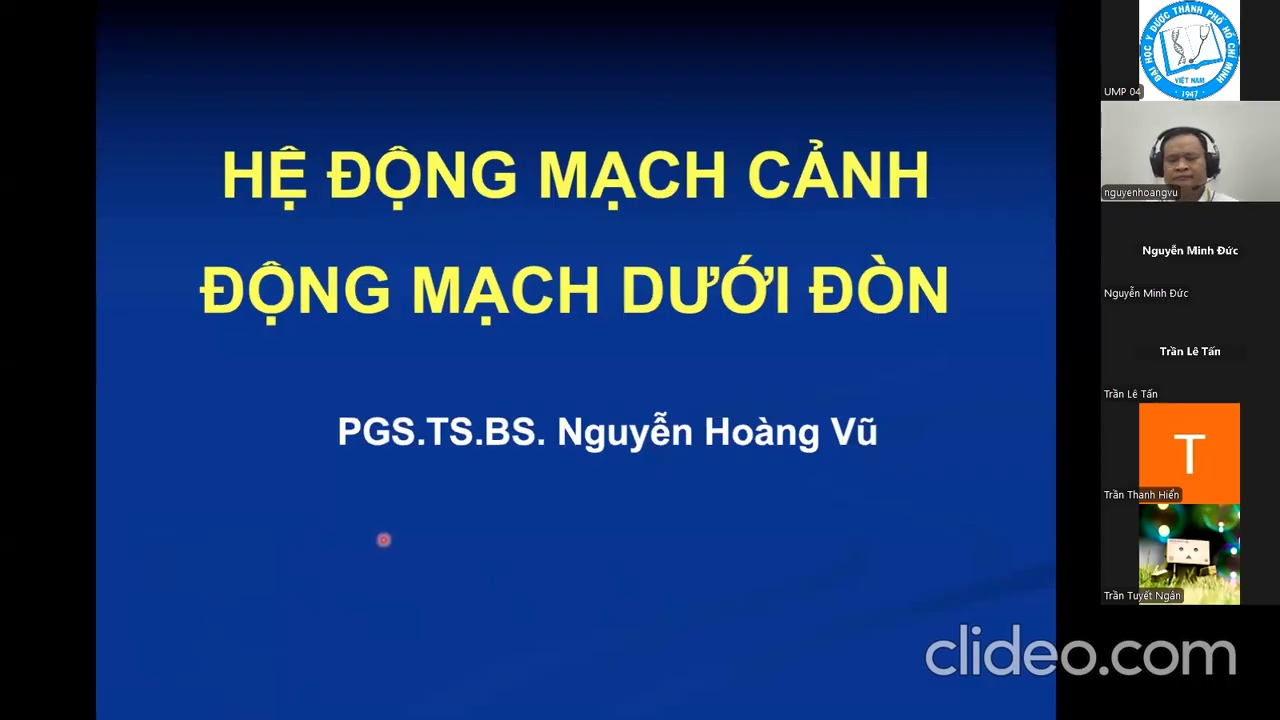 HỆ ĐỘNG MẠCH CẢNH
ĐỘNG MẠCH DƯỚI ĐÒN
PGS.TS.BS. Nguyễn Hoàng Vũ
ĐẠI HỌC Y DƯỢC THÀNH PHỐ HỒ CHÍ MINH
VIỆT NAM
1947
UMP 04
nguyenhoangvu
Nguyễn Minh Đức
Nguyễn Minh Đức
Trần Lê Tấn
Trần Lê Tấn
T
Trần Thanh Hiển
Trần Tuyết Ngân
clideo.com